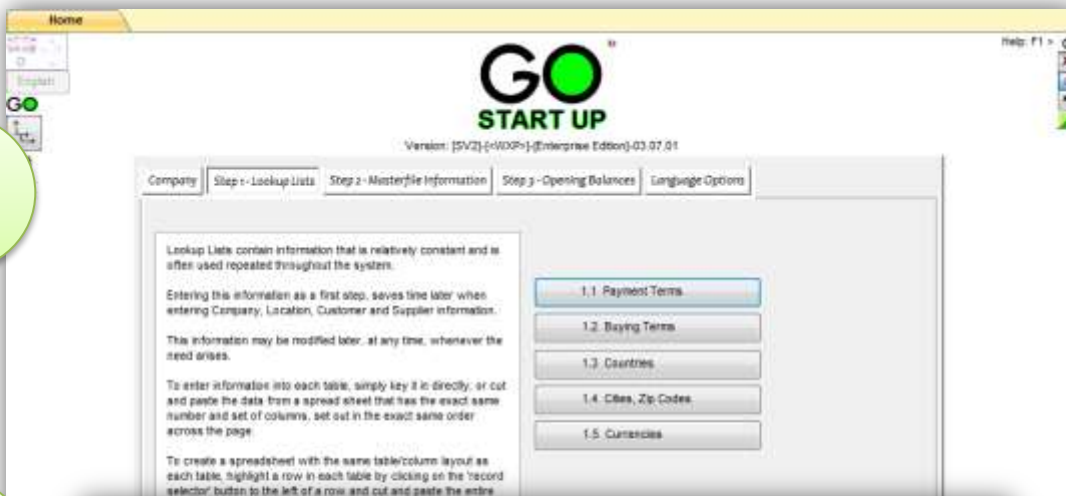 Home
Help: F1 >
English
GO
GO
START UP
Version: [SV2]-[<WXP>]-[Enterprise Edition]-03.07.01
Company
Step 1 - Lookup Lists
Step 2 - Masterfile Information
Step 3 - Opening Balances
Language Options
Lookup Lists contain information that is relatively constant and is
often used repeated throughout the system.
Entering this information as a first step, saves time later when
entering Company, Location, Customer and Supplier information.
This information may be modified later, at any time, whenever the
need arises.
To enter information into each table, simply key it in directly, or cut
and paste the data from a spread sheet that has the exact same
number and set of columns, set out in the exact same order
across the page.
To create a spreadsheet with the same table/column layout as
each table, highlight a row in each table by clicking on the 'record
selector' button to the left of a row and cut and paste the entire
1.1 Payment Terms
1.2 Buying Terms
1.3 Countries
1.4 Cities, Zip Codes
1.5 Currencies